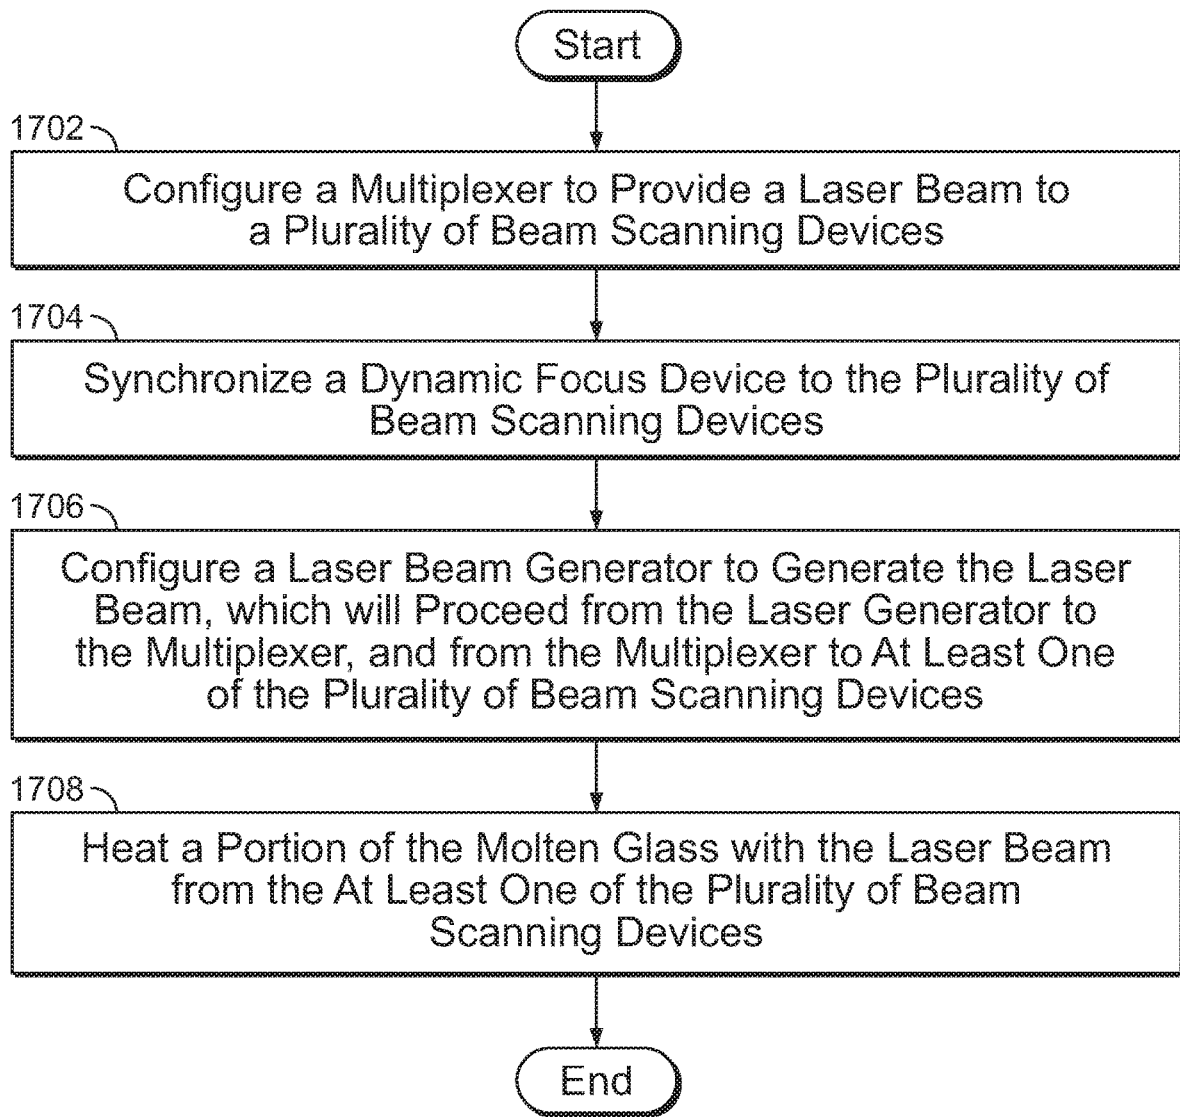 Start
1702
Configure a Multiplexer to Provide a Laser Beam to
a Plurality of Beam Scanning Devices
1704
Synchronize a Dynamic Focus Device to the Plurality of
Beam Scanning Devices
1706
Configure a Laser Beam Generator to Generate the Laser
Beam, which will Proceed from the Laser Generator to
the Multiplexer, and from the Multiplexer to At Least One
of the Plurality of Beam Scanning Devices
1708
Heat a Portion of the Molten Glass with the Laser Beam
from the At Least One of the Plurality of Beam
Scanning Devices
End